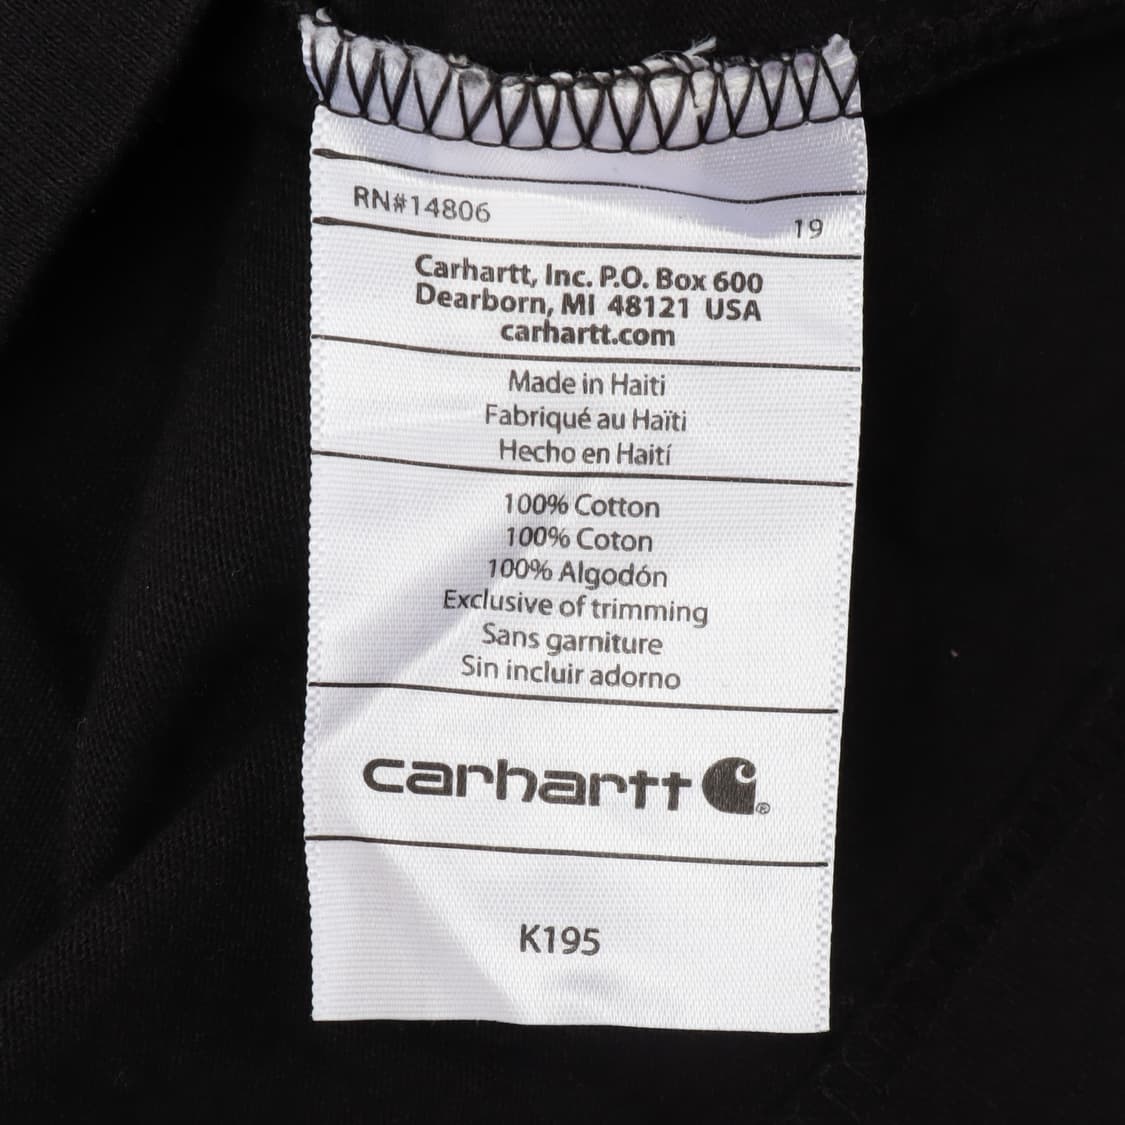 RN#14806 19
Carhartt, Inc. P.O. Box 600
Dearborn, MI 48121 USA
carhartt.com
Made in Haiti
Fabriqué au Haïti
Hecho en Haití
100% Cotton
100% Coton
100% Algodón
Exclusive of trimming
Sans garniture
Sin incluir adorno
carhartt ®
K195